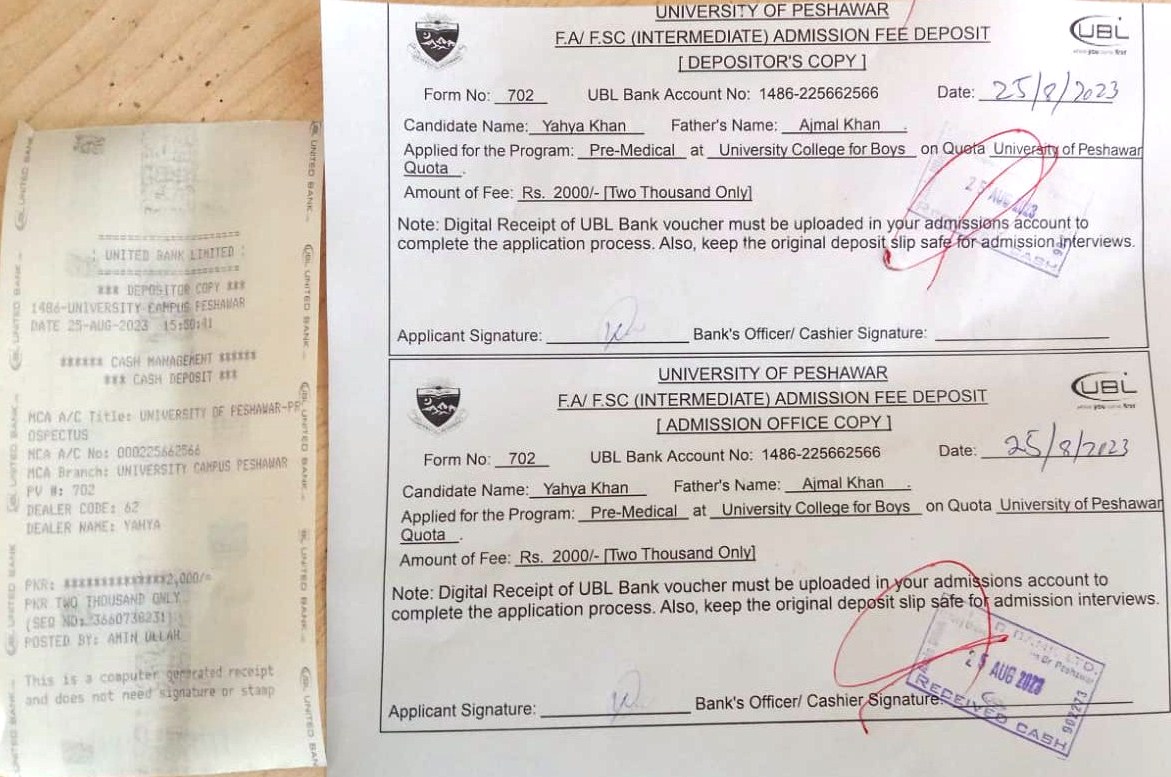 : UNITED BANK LIMITED :
*** DEPOSITOR COPY ***
1486-UNIVERSITY CAMPUS PESHAWAR
DATE 25-AUG-2023 15:50:41
****** CASH MANAGEMENT ******
*** CASH DEPOSIT ***
MCA A/C Title: UNIVERSITY OF PESHAWAR-PR
OSPECTUS
MCA A/C No: 000225662566
MCA Branch: UNIVERSITY CAMPUS PESHAWAR
PV #: 702
DEALER CODE: 62
DEALER NAME: YAHYA
PKR: ***************2,000/=
PKR TWO THOUSAND ONLY
(SEQ NO: 3660738231)
POSTED BY: AMIN ULLAH
This is a computer generated receipt
and does not need signature or stamp
UBL UNITED BANK
UNIVERSITY OF PESHAWAR
F.A/ F.SC (INTERMEDIATE) ADMISSION FEE DEPOSIT
[ DEPOSITOR'S COPY ]
UBL
where you come first
Form No: 702 UBL Bank Account No: 1486-225662566 Date: 25/8/2023
Candidate Name: Yahya Khan Father's Name: Ajmal Khan .
Applied for the Program: Pre-Medical at University College for Boys on Quota University of Peshawar
Quota .
Amount of Fee: Rs. 2000/- [Two Thousand Only]
Note: Digital Receipt of UBL Bank voucher must be uploaded in your admissions account to
complete the application process. Also, keep the original deposit slip safe for admission interviews.
25 AUG 2023
CASH
Applicant Signature: Bank's Officer/ Cashier Signature:
UNIVERSITY OF PESHAWAR
F.A/ F.SC (INTERMEDIATE) ADMISSION FEE DEPOSIT
[ ADMISSION OFFICE COPY ]
UBL
where you come first
Form No: 702 UBL Bank Account No: 1486-225662566 Date: 25/8/2023
Candidate Name: Yahya Khan Father's Name: Ajmal Khan .
Applied for the Program: Pre-Medical at University College for Boys on Quota University of Peshawar
Quota .
Amount of Fee: Rs. 2000/- [Two Thousand Only]
Note: Digital Receipt of UBL Bank voucher must be uploaded in your admissions account to
complete the application process. Also, keep the original deposit slip safe for admission interviews.
Applicant Signature: Bank's Officer/ Cashier Signature:
25 AUG 2023
RECEIVED CASH